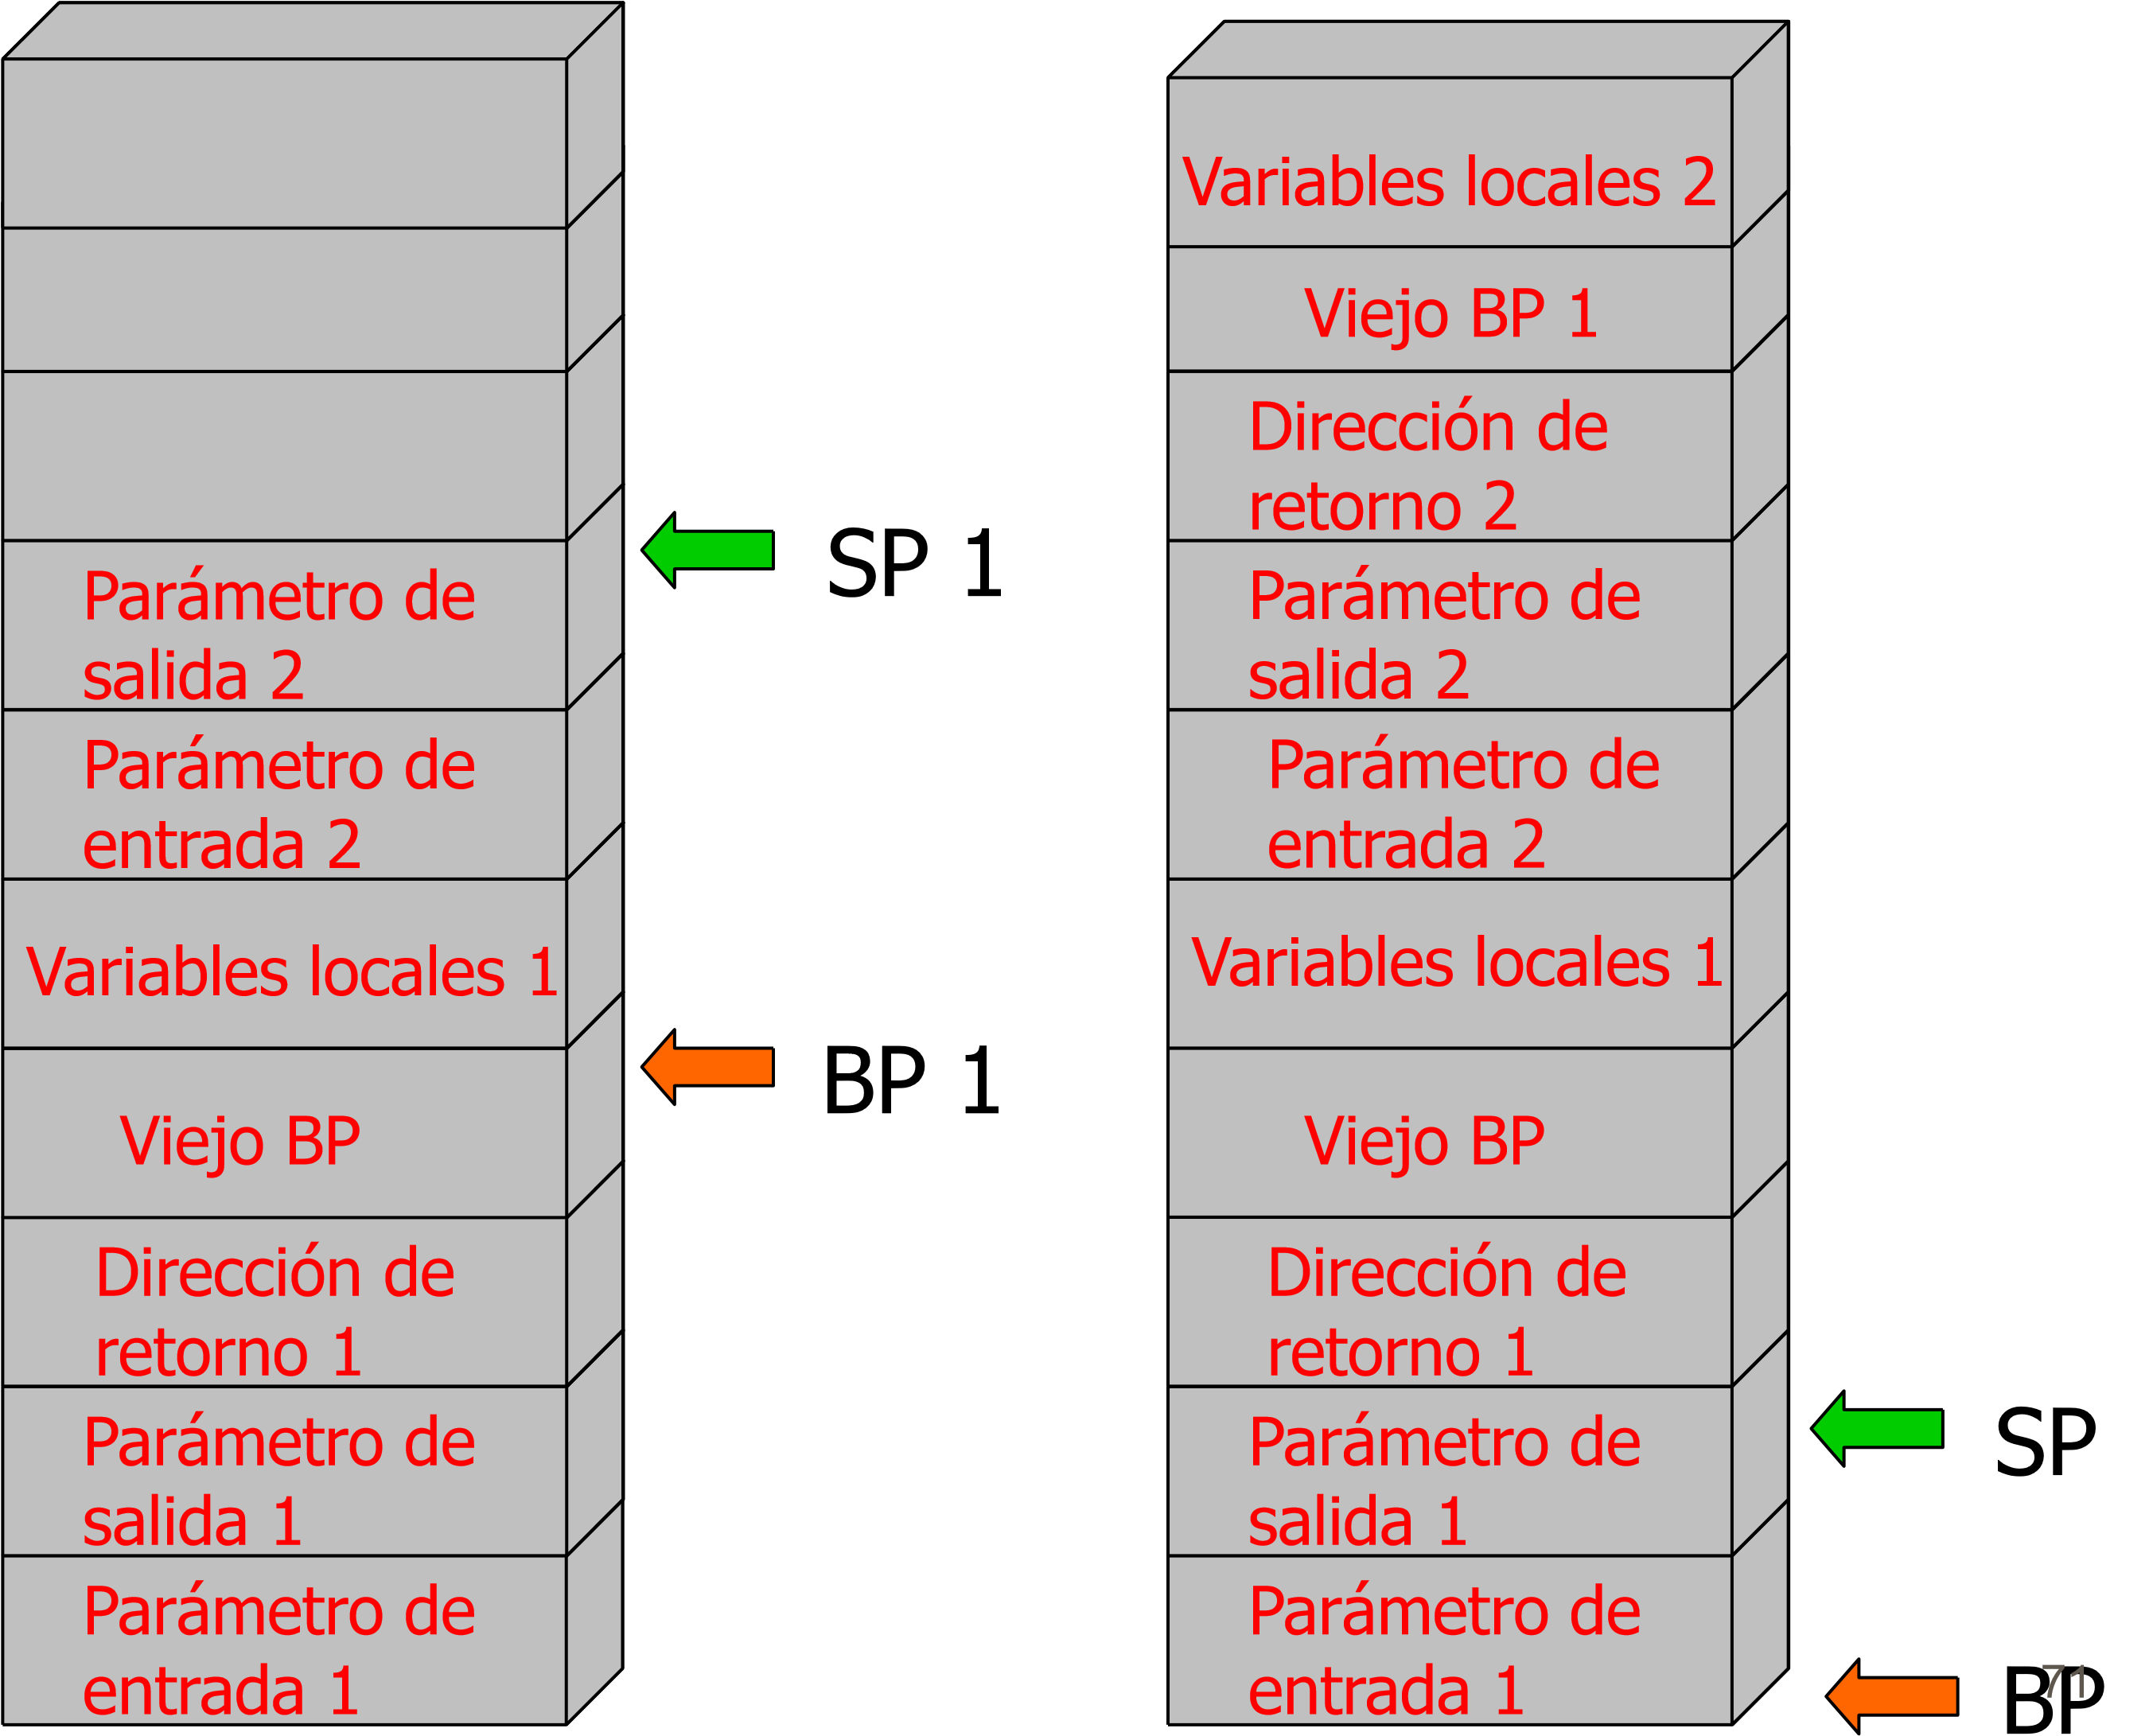 Parámetro de
salida 2
Parámetro de
entrada 2
Variables locales 1
Viejo BP
Dirección de
retorno 1
Parámetro de
salida 1
Parámetro de
entrada 1
SP 1
BP 1
Variables locales 2
Viejo BP 1
Dirección de
retorno 2
Parámetro de
salida 2
Parámetro de
entrada 2
Variables locales 1
Viejo BP
Dirección de
retorno 1
Parámetro de
salida 1
Parámetro de
entrada 1
SP
BP
71